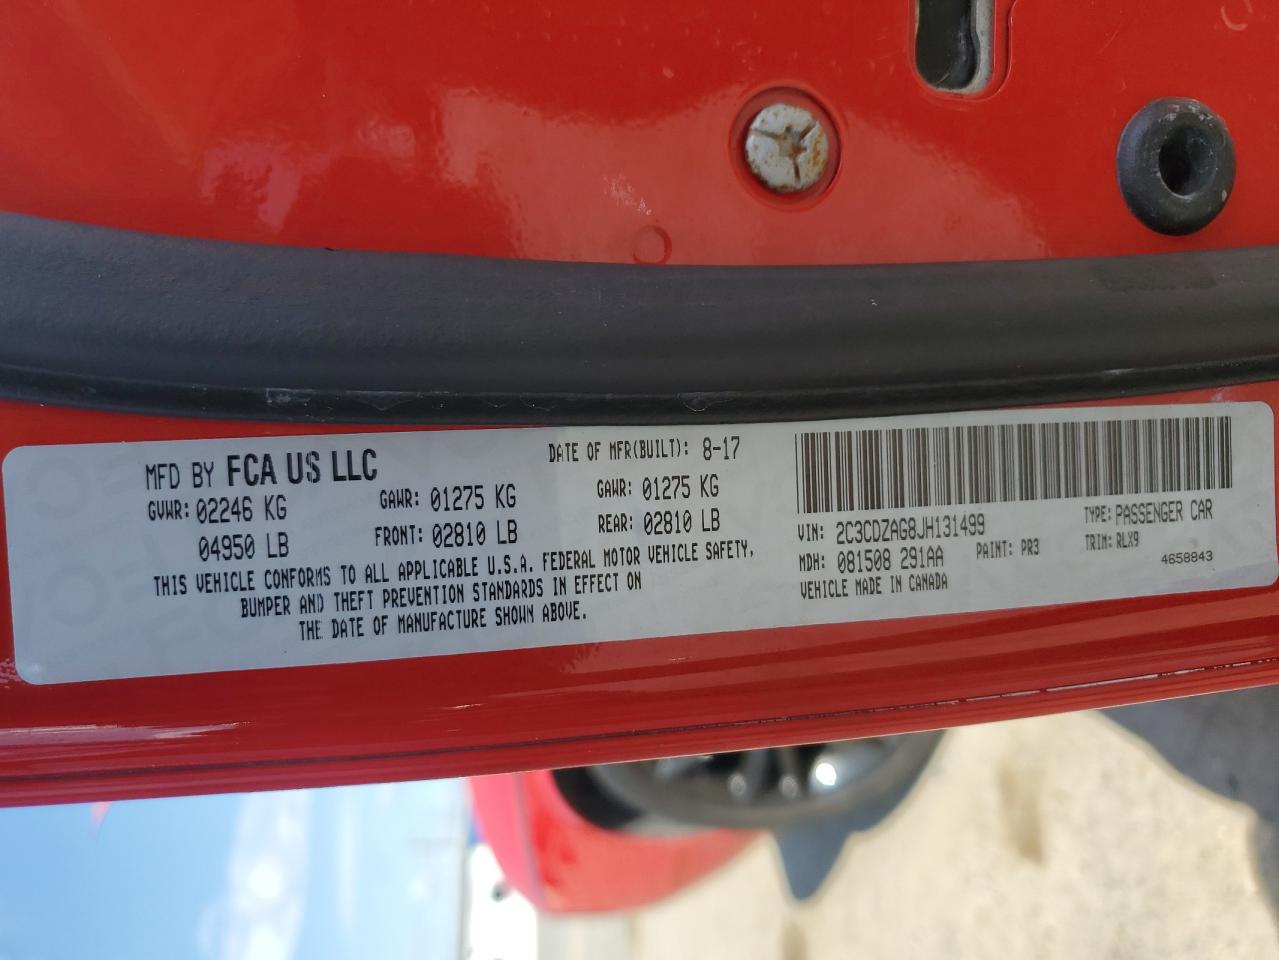 MFD BY FCA US LLC DATE OF MFR(BUILT): 8-17
GVWR: 02246 KG GAWR: 01275 KG GAWR: 01275 KG
04950 LB FRONT: 02810 LB REAR: 02810 LB
THIS VEHICLE CONFORMS TO ALL APPLICABLE U.S.A. FEDERAL MOTOR VEHICLE SAFETY,
BUMPER AND THEFT PREVENTION STANDARDS IN EFFECT ON
THE DATE OF MANUFACTURE SHOWN ABOVE.
VIN: 2C3CDZAG8JH131499 TYPE: PASSENGER CAR
MDH: 081508 291AA PAINT: PR3 TRIM: RLX9
VEHICLE MADE IN CANADA 4658843